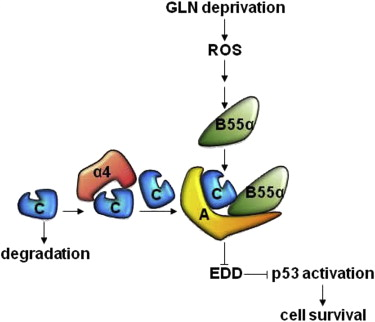 GLN deprivation
ROS
B55α
α4
C
C
C
C
B55α
A
degradation
EDD
p53 activation
cell survival